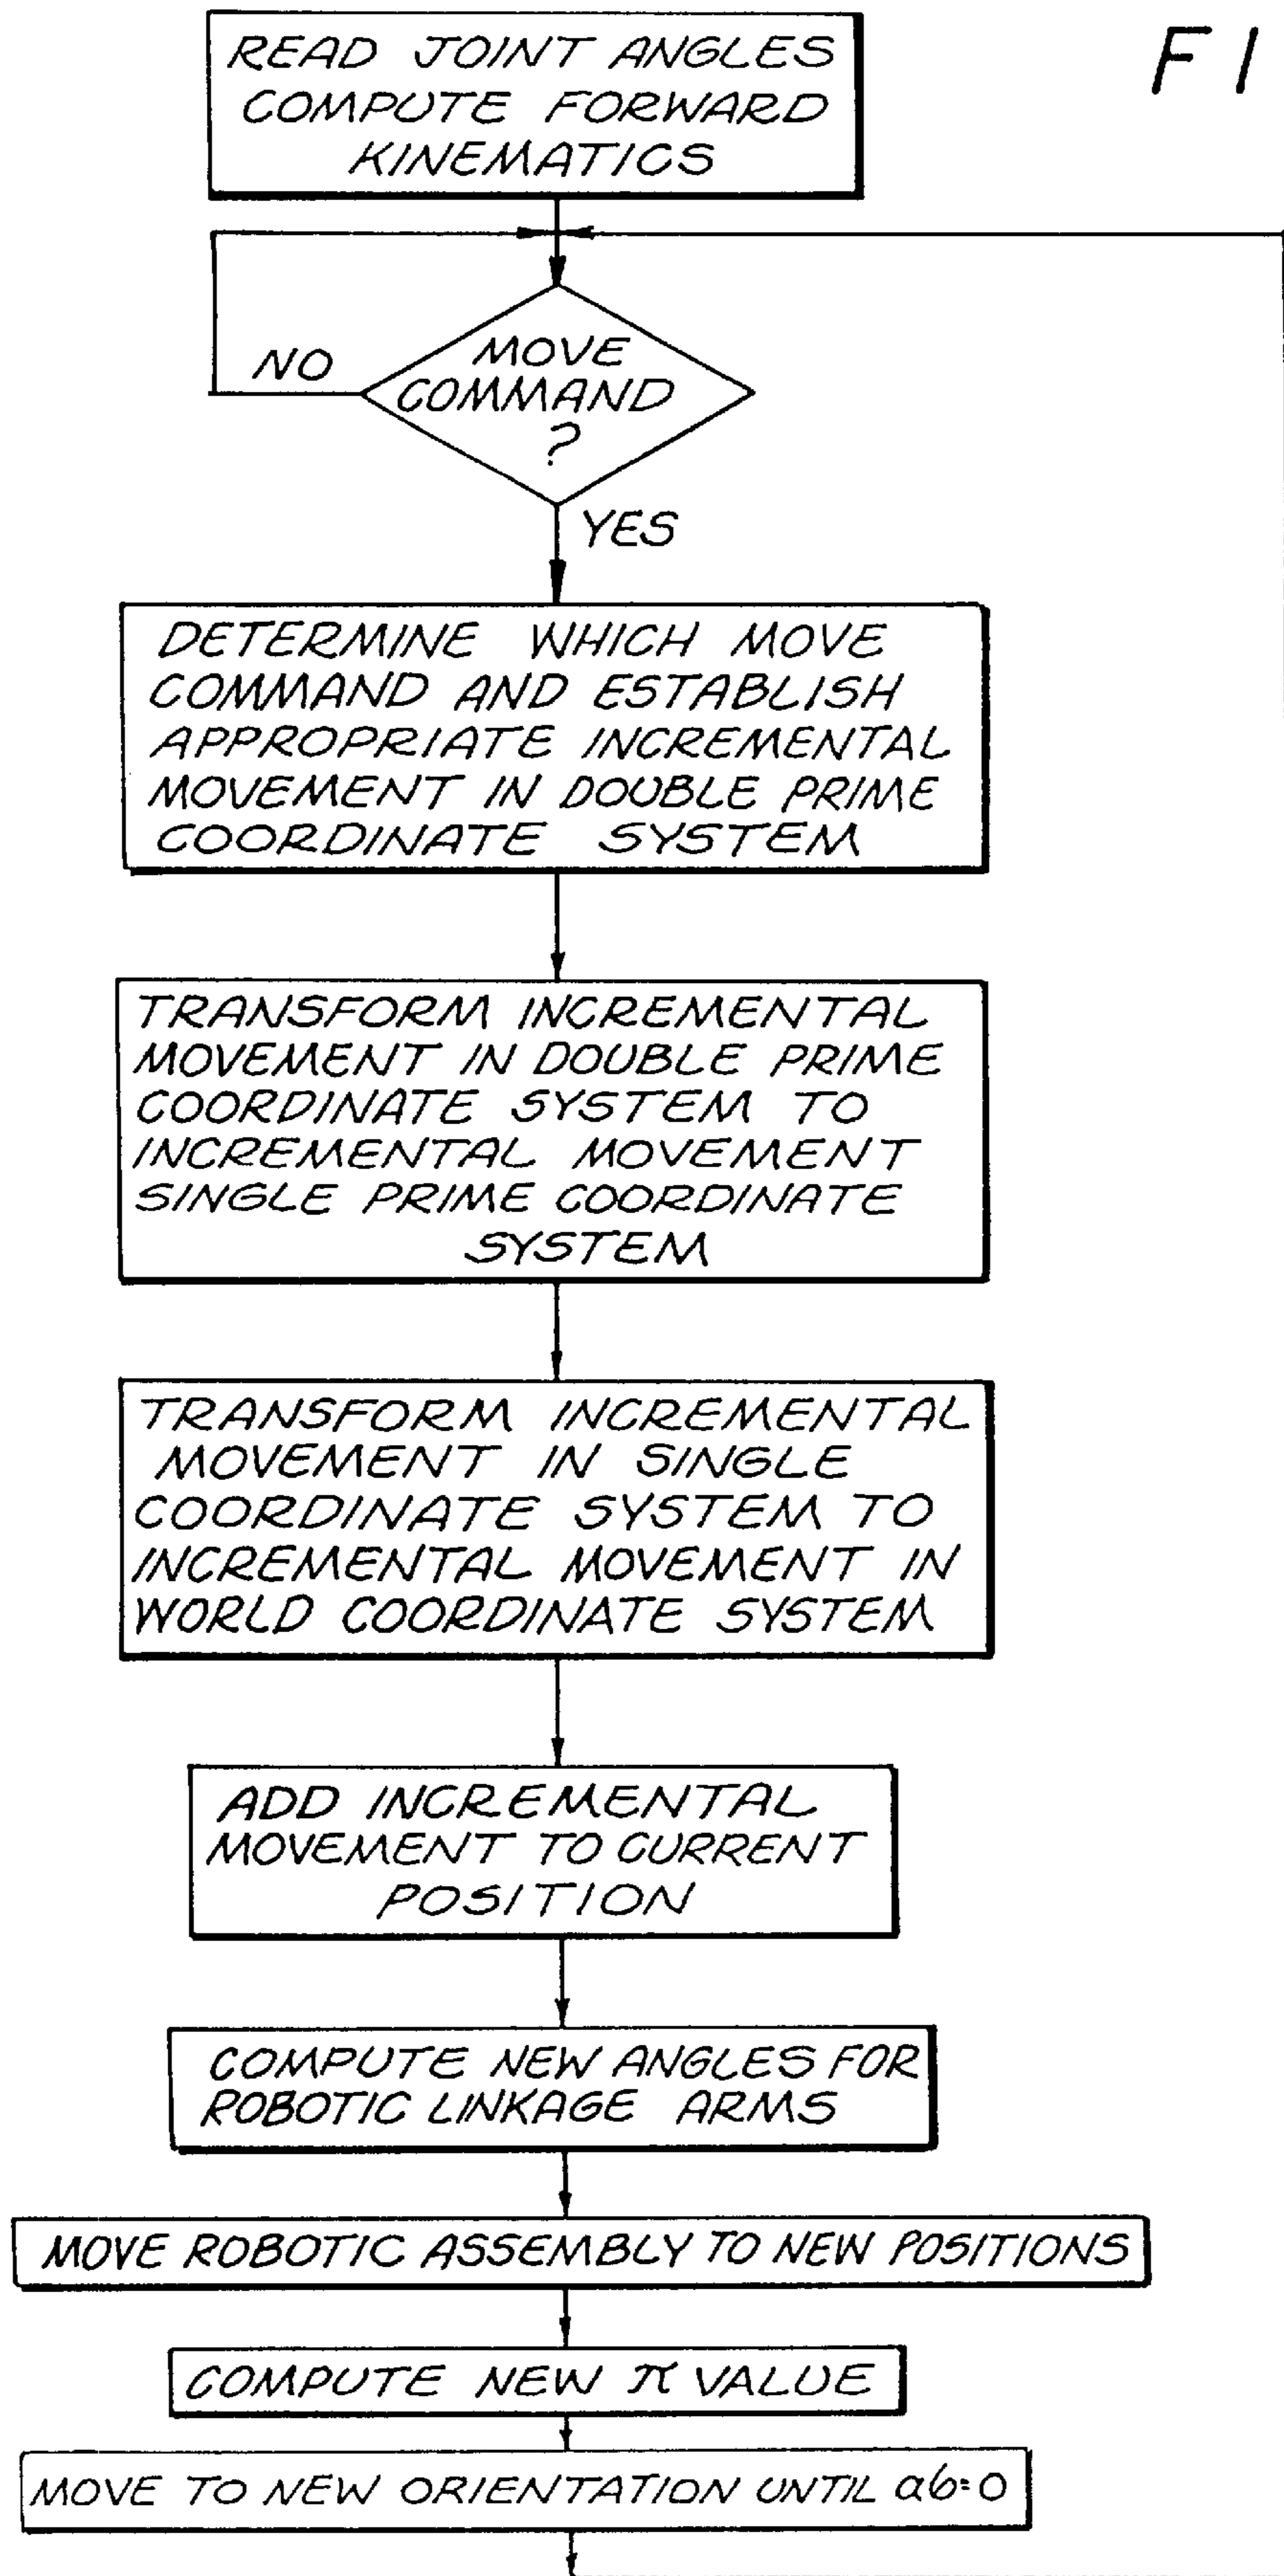 F I
READ JOINT ANGLES
COMPUTE FORWARD
KINEMATICS
MOVE
COMMAND
?
NO
YES
DETERMINE WHICH MOVE
COMMAND AND ESTABLISH
APPROPRIATE INCREMENTAL
MOVEMENT IN DOUBLE PRIME
COORDINATE SYSTEM
TRANSFORM INCREMENTAL
MOVEMENT IN DOUBLE PRIME
COORDINATE SYSTEM TO
INCREMENTAL MOVEMENT
SINGLE PRIME COORDINATE
SYSTEM
TRANSFORM INCREMENTAL
MOVEMENT IN SINGLE
COORDINATE SYSTEM TO
INCREMENTAL MOVEMENT IN
WORLD COORDINATE SYSTEM
ADD INCREMENTAL
MOVEMENT TO CURRENT
POSITION
COMPUTE NEW ANGLES FOR
ROBOTIC LINKAGE ARMS
MOVE ROBOTIC ASSEMBLY TO NEW POSITIONS
COMPUTE NEW π VALUE
MOVE TO NEW ORIENTATION UNTIL α6=0